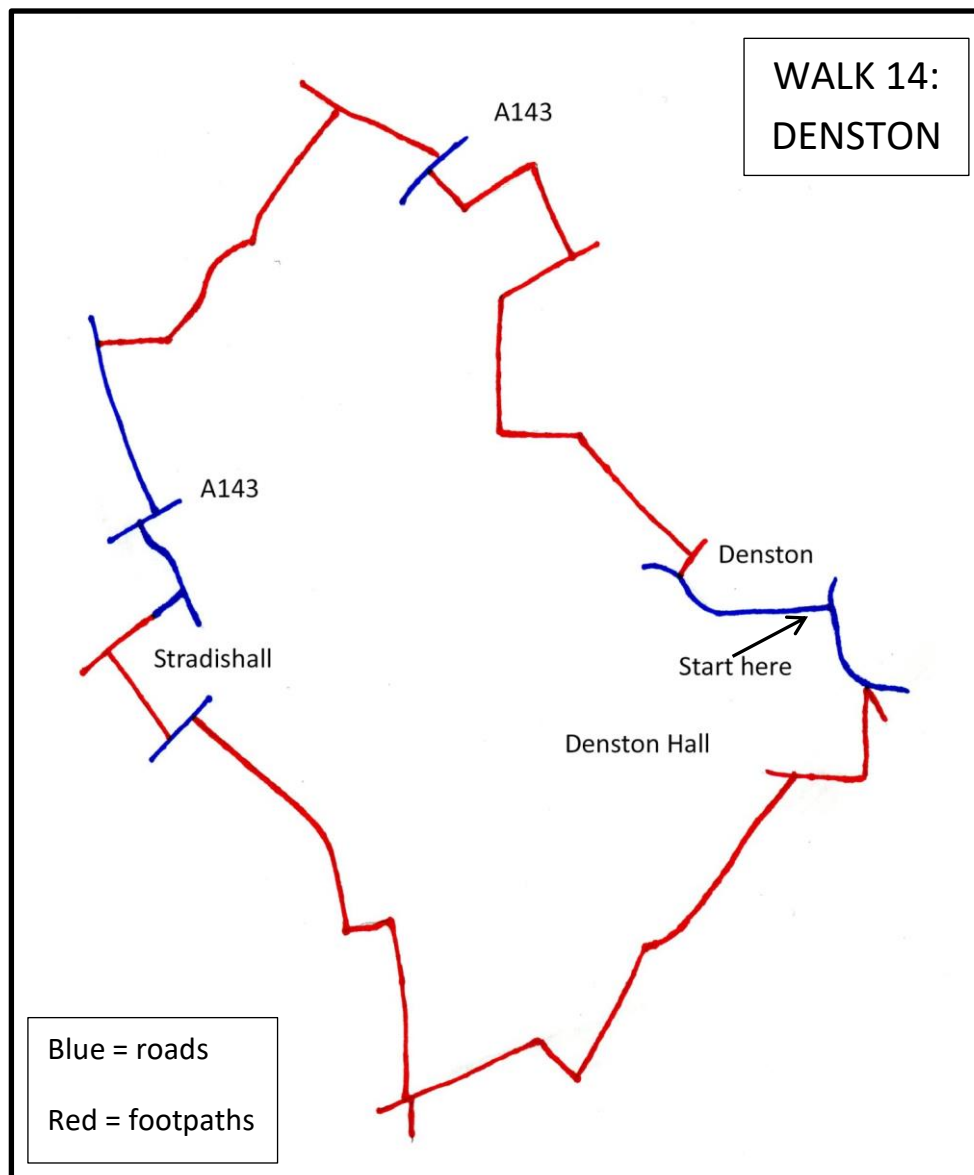 WALK 14:
DENSTON
A143
A143
Denston
Start here
Stradishall
Denston Hall
Blue = roads
Red = footpaths